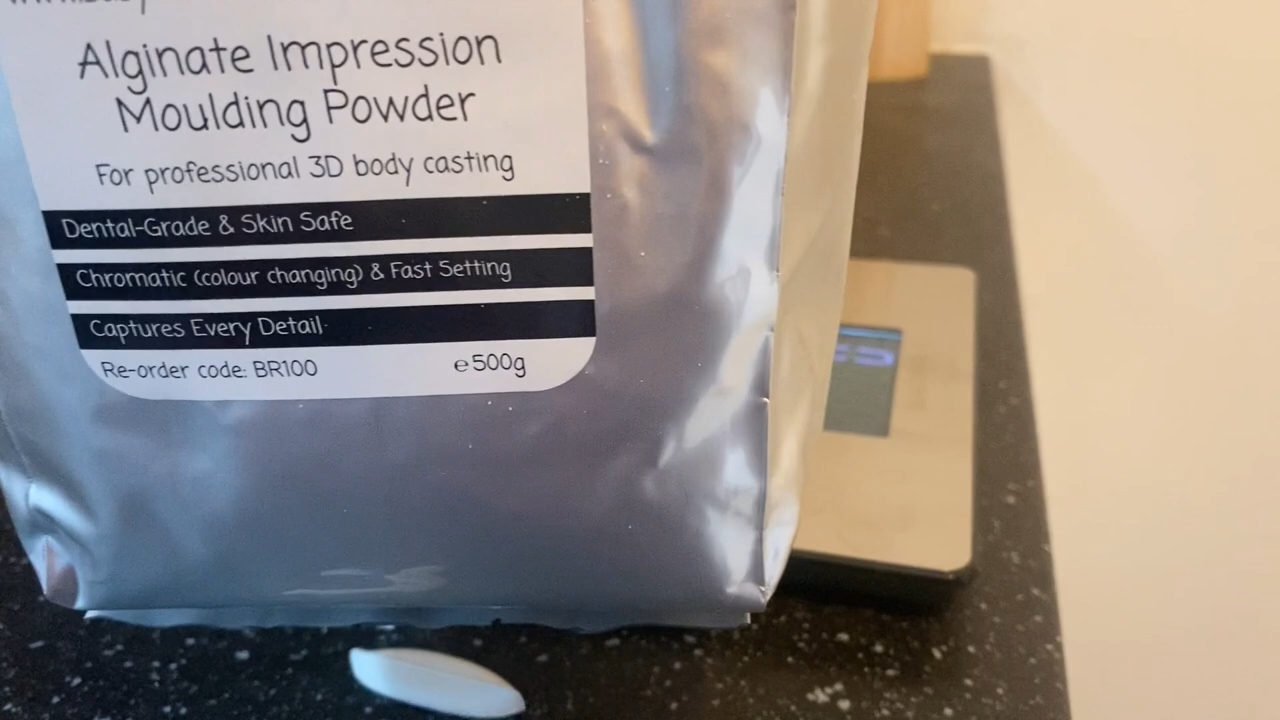 Alginate Impression
Moulding Powder
For professional 3D body casting
Dental-Grade & Skin Safe
Chromatic (colour changing) & Fast Setting
Captures Every Detail
Re-order code: BR100
e 500g